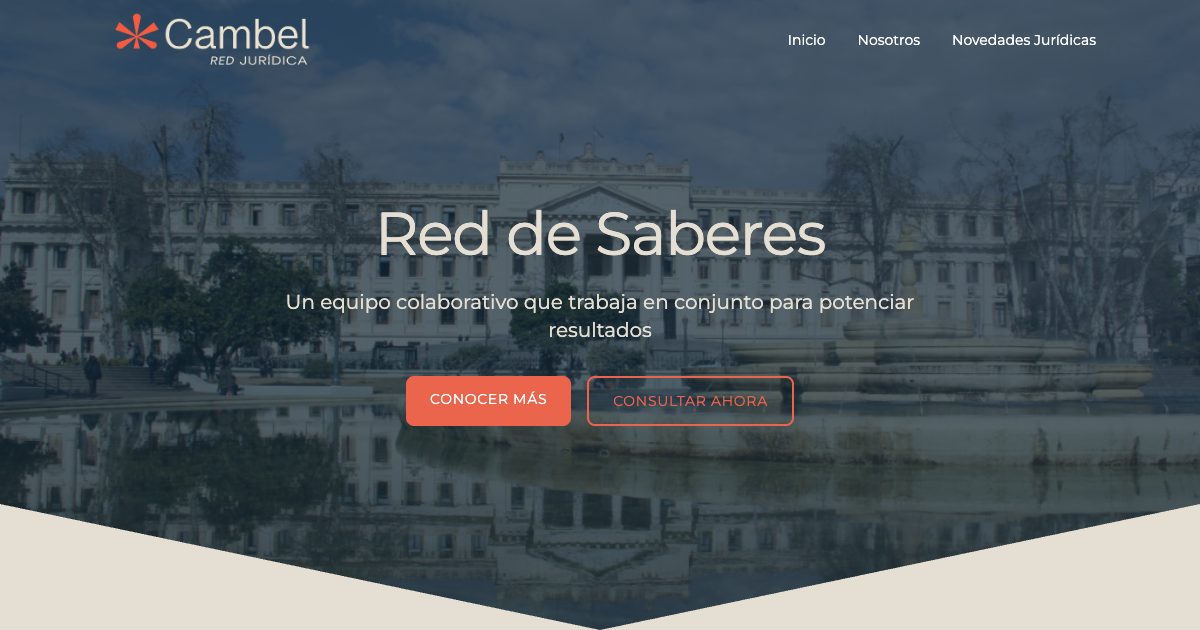 Cambel
RED JURÍDICA
Inicio
Nosotros
Novedades Jurídicas
Red de Saberes
Un equipo colaborativo que trabaja en conjunto para potenciar
resultados
CONOCER MÁS
CONSULTAR AHORA